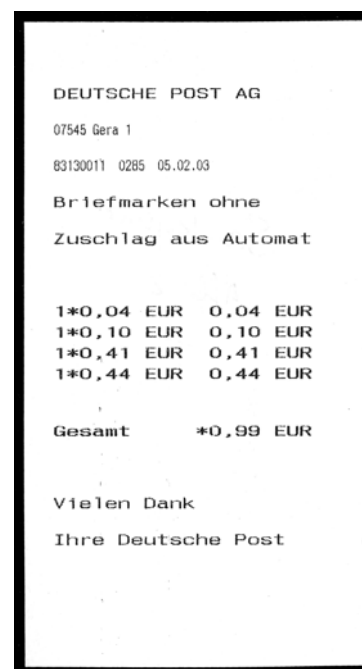 DEUTSCHE POST AG
07545 Gera 1
83130011 0285 05.02.03
Briefmarken ohne
Zuschlag aus Automat
1*0,04 EUR 0,04 EUR
1*0,10 EUR 0,10 EUR
1*0,41 EUR 0,41 EUR
1*0,44 EUR 0,44 EUR
Gesamt *0,99 EUR
Vielen Dank
Ihre Deutsche Post